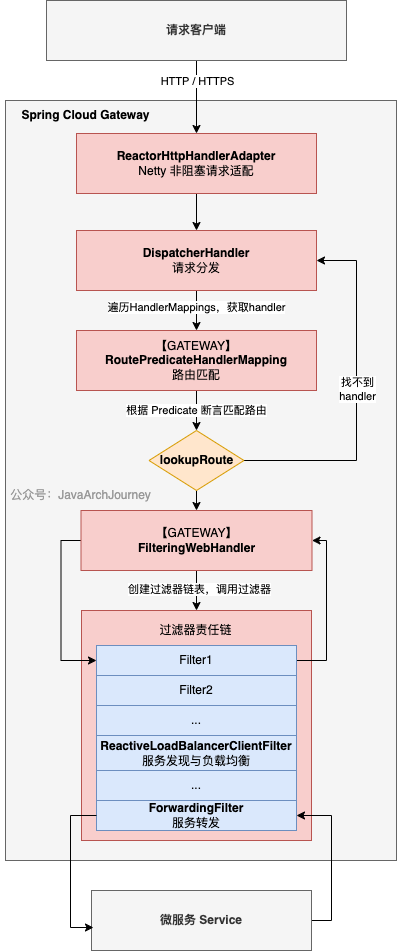 请求客户端
HTTP / HTTPS
Spring Cloud Gateway
ReactorHttpHandlerAdapter
Netty 非阻塞请求适配
DispatcherHandler
请求分发
遍历HandlerMappings，获取handler
【GATEWAY】
RoutePredicateHandlerMapping
路由匹配
找不到
handler
根据 Predicate 断言匹配路由
lookupRoute
公众号：JavaArchJourney
【GATEWAY】
FilteringWebHandler
创建过滤器链表，调用过滤器
过滤器责任链
Filter1
Filter2
...
ReactiveLoadBalancerClientFilter
服务发现与负载均衡
...
ForwardingFilter
服务转发
微服务 Service